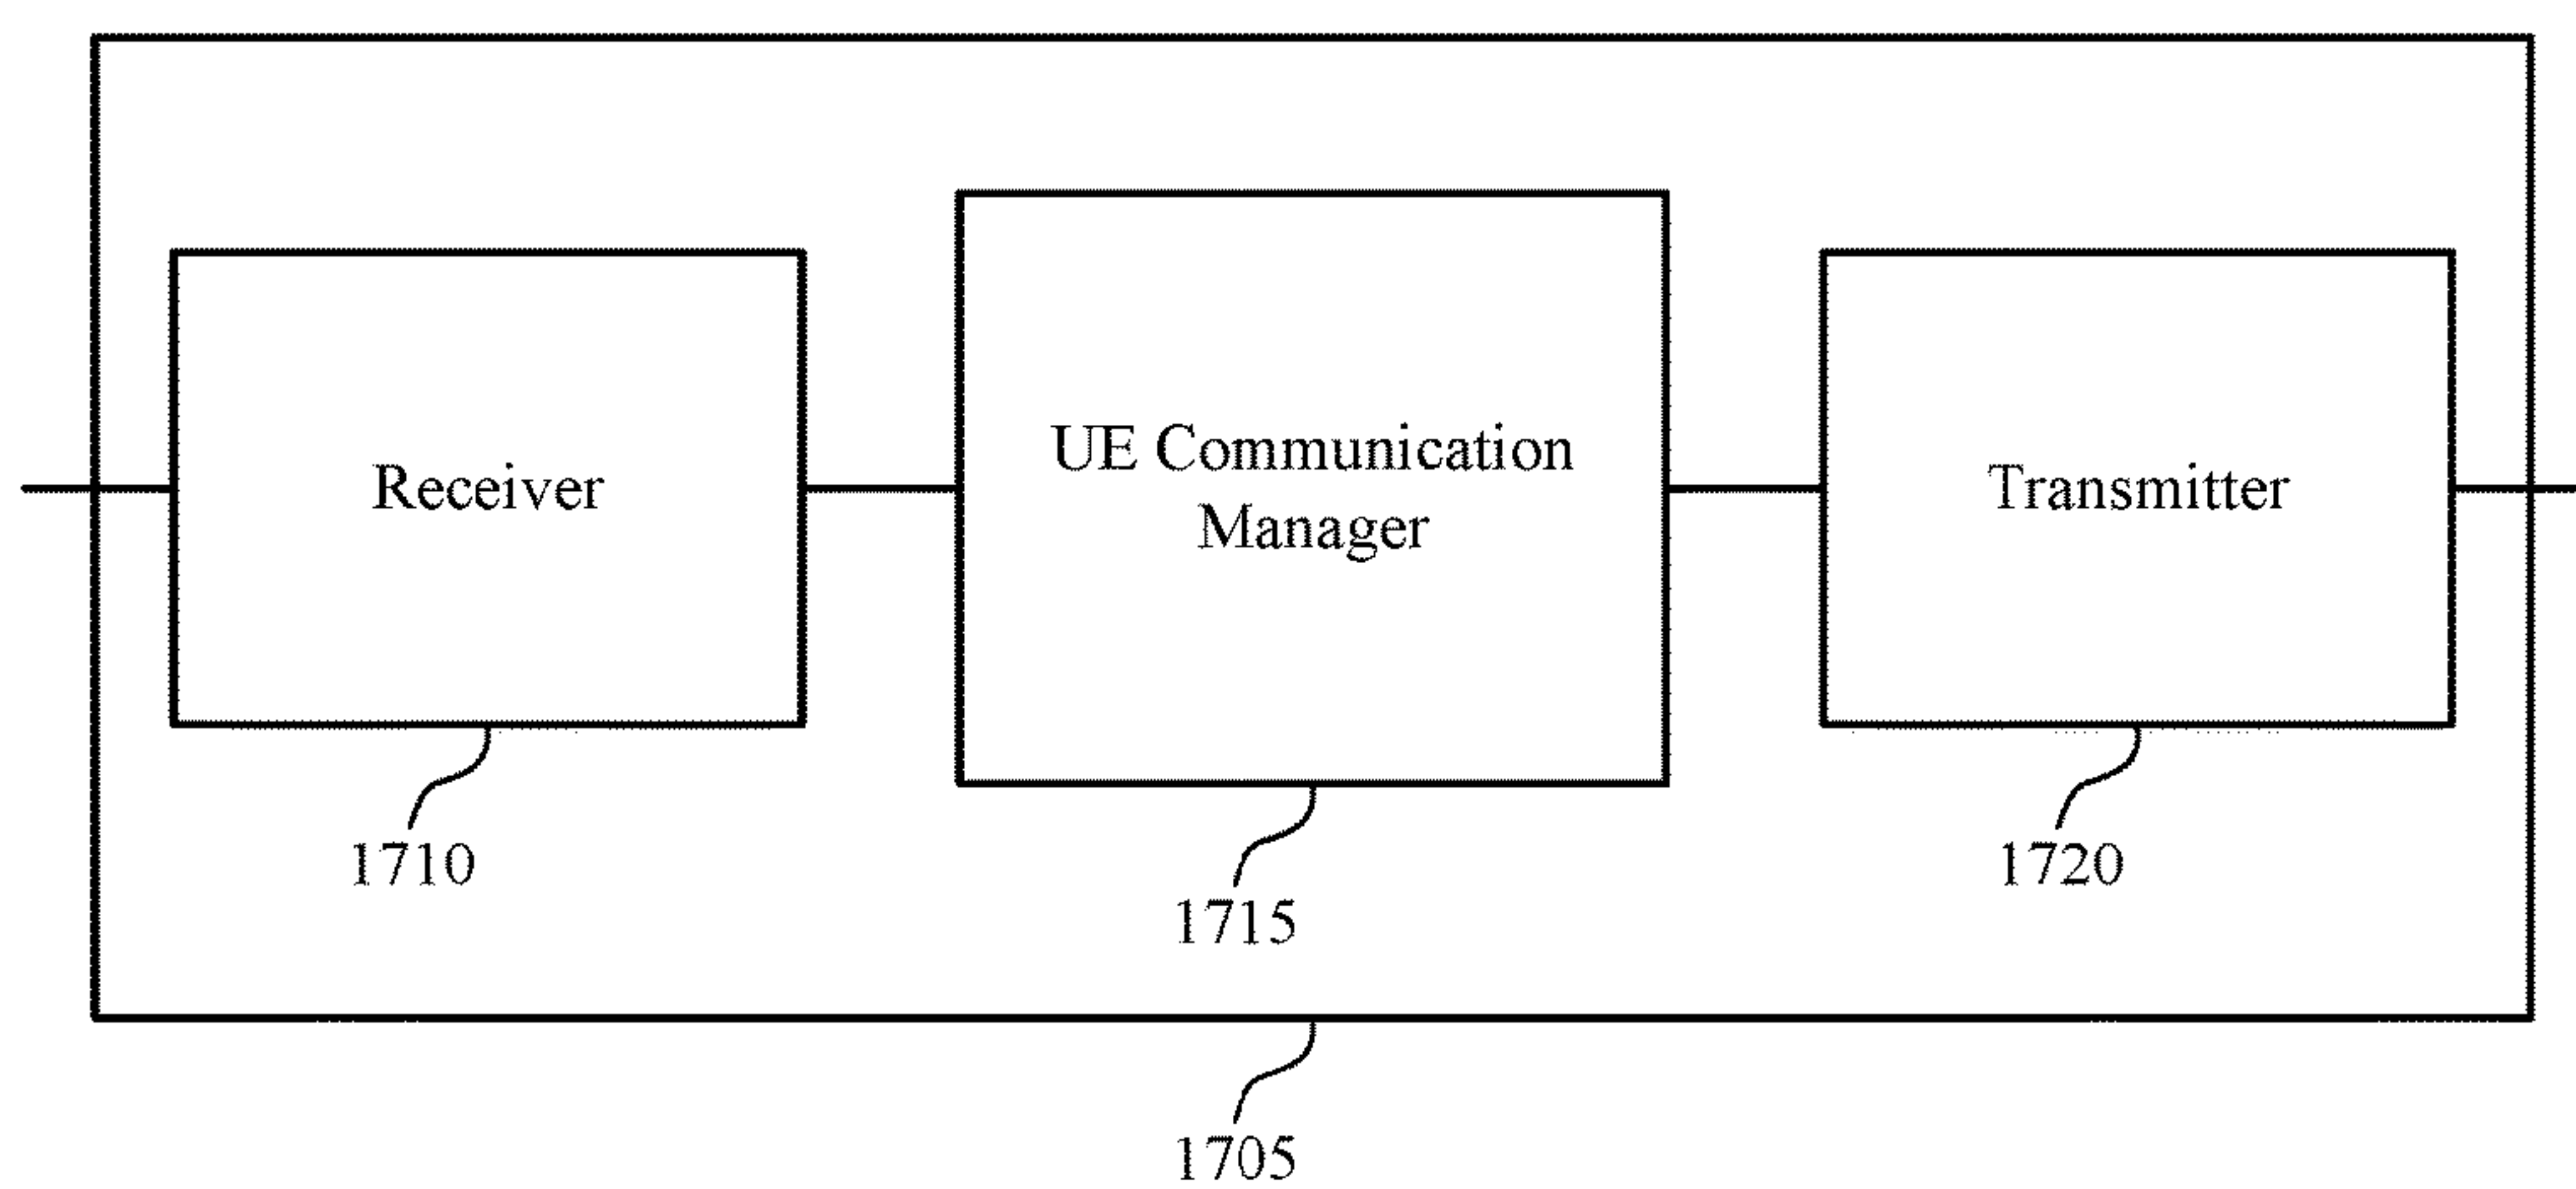 Receiver
UE Communication
Manager
Transmitter
1710
1715
1720
1705